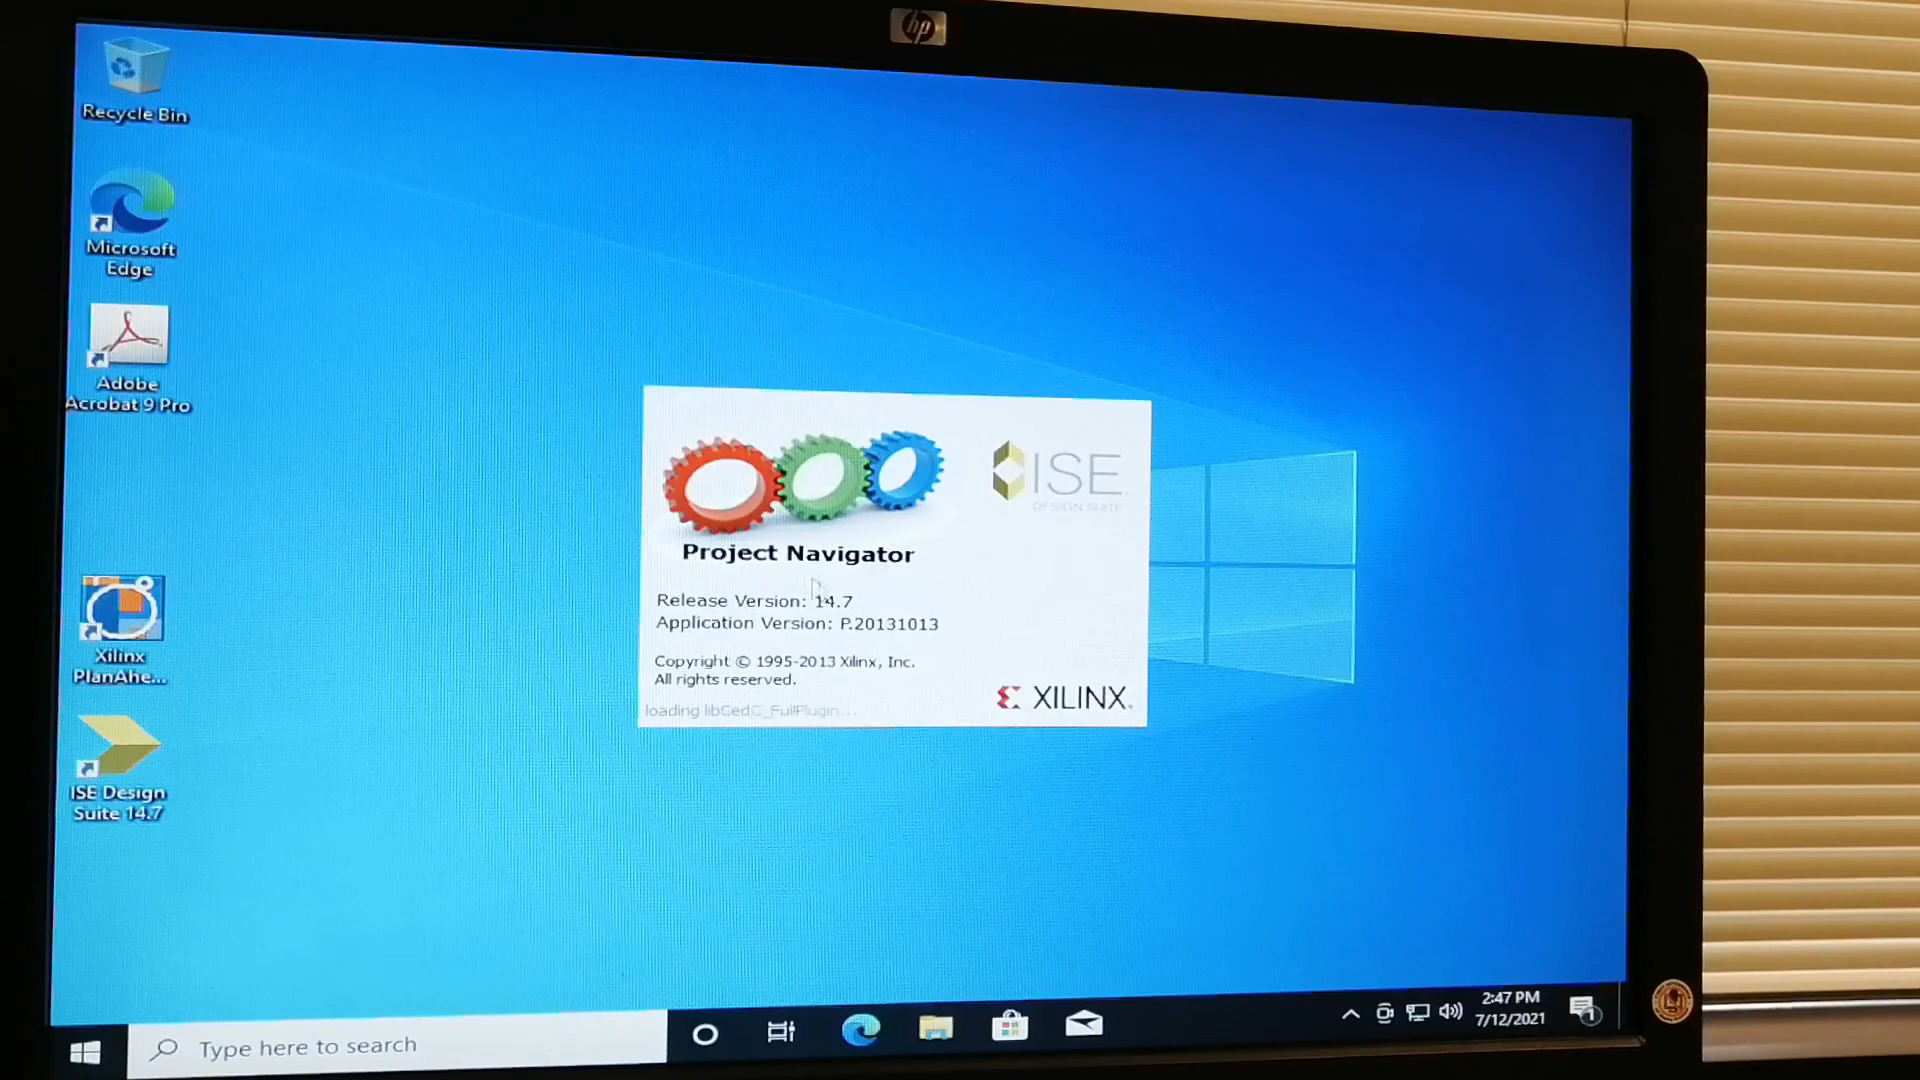 hp
Recycle Bin
Microsoft
Edge
Adobe
Acrobat 9 Pro
Xilinx
PlanAhe...
ISE Design
Suite 14.7
ISE
DESIGN SUITE
Project Navigator
Release Version: 14.7
Application Version: P.20131013
Copyright © 1995-2013 Xilinx, Inc.
All rights reserved.
loading libCedC_FullPlugin...
XILINX
Type here to search
2:47 PM
7/12/2021
1